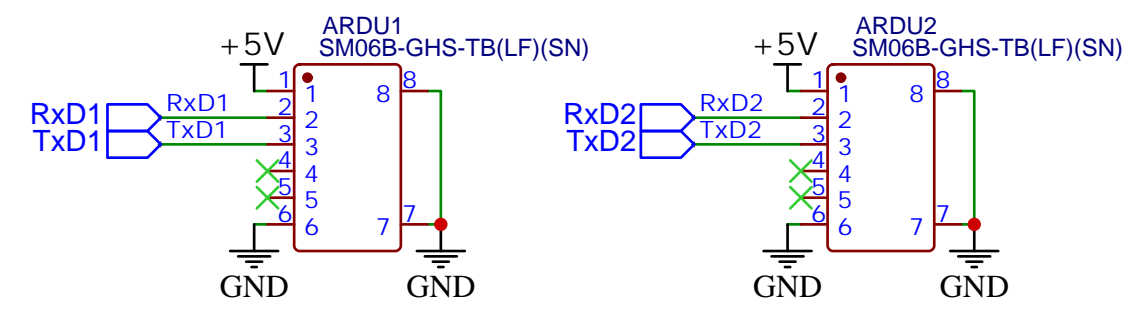 ARDU1
SM06B-GHS-TB(LF)(SN)
+5V
1
1
8
8
RxD1
RxD1
2
2
TxD1
TxD1
3
3
4
4
5
5
6
6
7
7
GND
GND
ARDU2
SM06B-GHS-TB(LF)(SN)
+5V
1
1
8
8
RxD2
RxD2
2
2
TxD2
TxD2
3
3
4
4
5
5
6
6
7
7
GND
GND